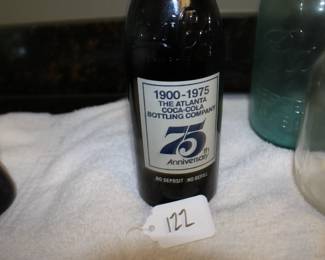 1900-1975
THE ATLANTA
COCA-COLA
BOTTLING COMPANY
75th
Anniversary
NO DEPOSIT NO REFILL
122